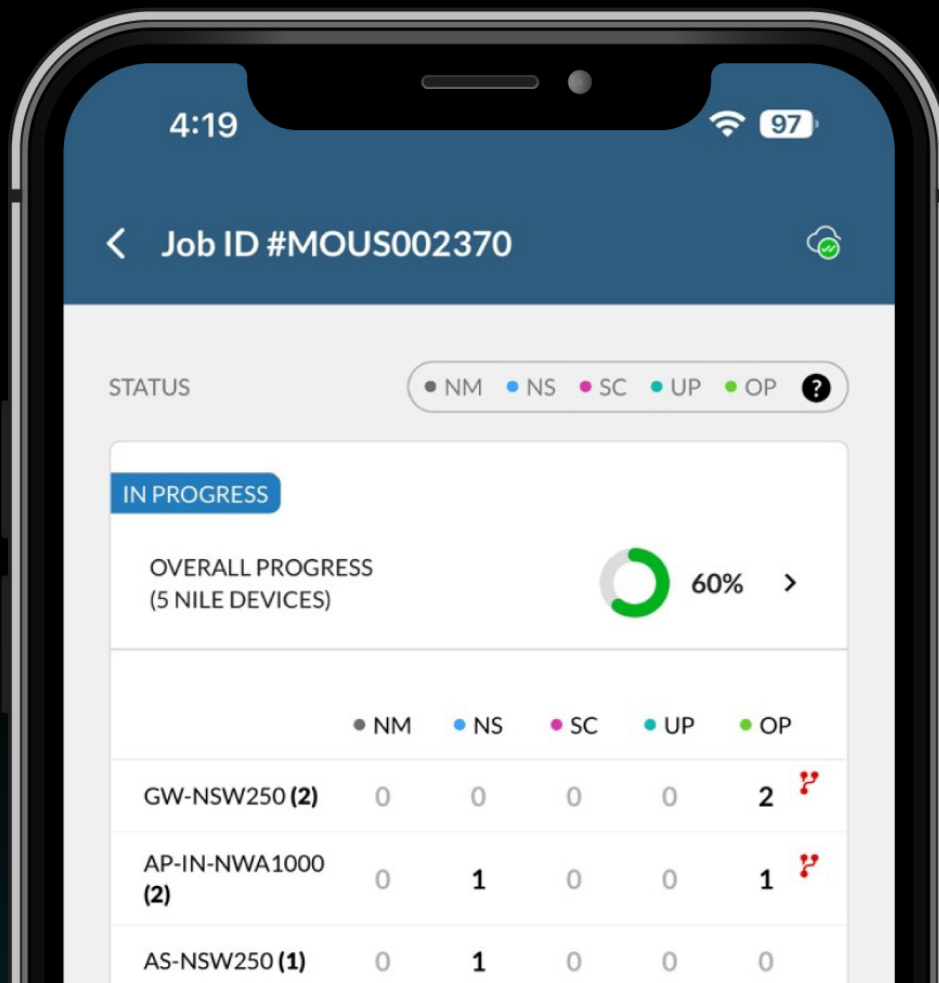 4:19
97
Job ID #MOUS002370
STATUS
NM NS SC UP OP ?
IN PROGRESS
OVERALL PROGRESS
(5 NILE DEVICES)
60%
NM NS SC UP OP
GW-NSW250 (2) 0 0 0 0 2
AP-IN-NWA1000
(2) 0 1 0 0 1
AS-NSW250 (1) 0 1 0 0 0